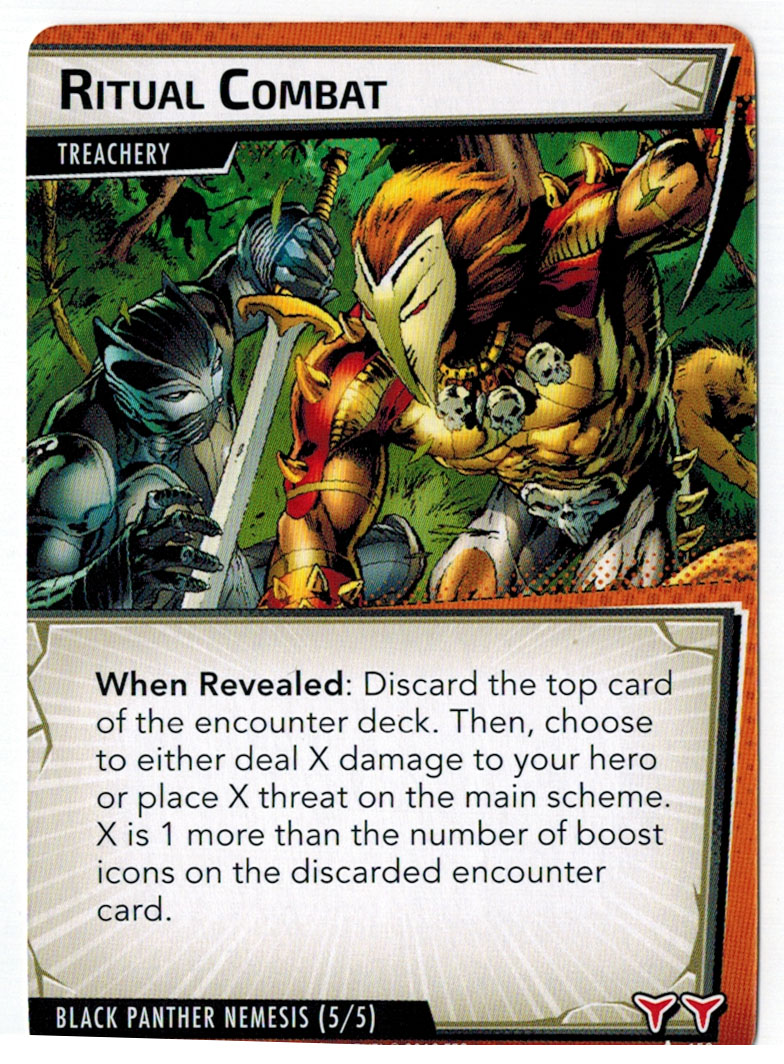 RITUAL COMBAT
TREACHERY
When Revealed: Discard the top card
of the encounter deck. Then, choose
to either deal X damage to your hero
or place X threat on the main scheme.
X is 1 more than the number of boost
icons on the discarded encounter
card.
BLACK PANTHER NEMESIS (5/5)